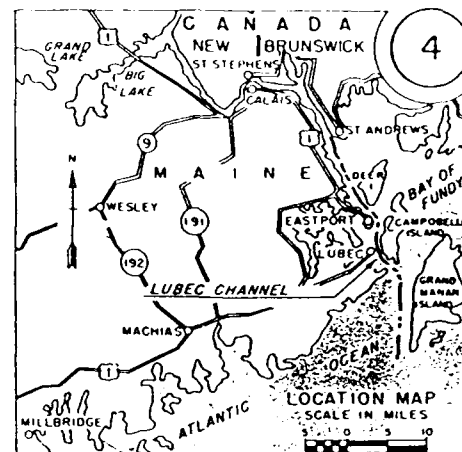 CANADA
NEW BRUNSWICK
4
GRAND
LAKE
1
BIG
LAKE
ST STEPHENS
CALAIS
ST ANDREWS
1
9
MAINE
DEER
I
BAY OF
FUNDY
N
WESLEY
191
EASTPORT
CAMPOBELLO
ISLAND
LUBEC
192
LUBEC CHANNEL
GRAND
MANAN
ISLAND
MACHIAS
OCEAN
1
ATLANTIC
LOCATION MAP
SCALE IN MILES
MILLBRIDGE
5 0 5 10